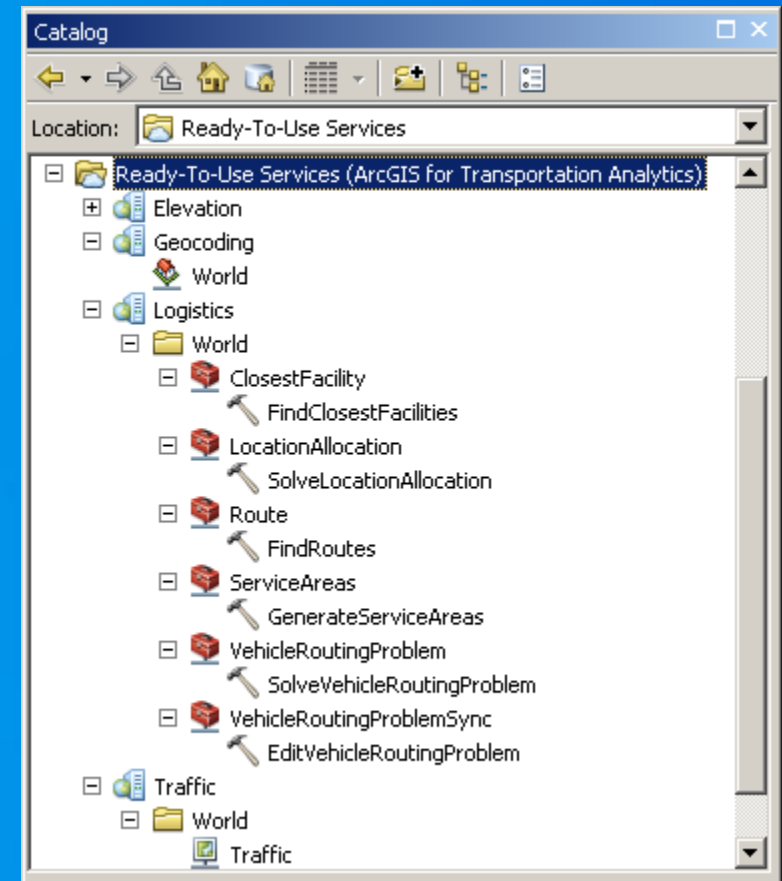 Catalog
Location: Ready-To-Use Services
Ready-To-Use Services (ArcGIS for Transportation Analytics)
Elevation
Geocoding
World
Logistics
World
ClosestFacility
FindClosestFacilities
LocationAllocation
SolveLocationAllocation
Route
FindRoutes
ServiceAreas
GenerateServiceAreas
VehicleRoutingProblem
SolveVehicleRoutingProblem
VehicleRoutingProblemSync
EditVehicleRoutingProblem
Traffic
World
Traffic